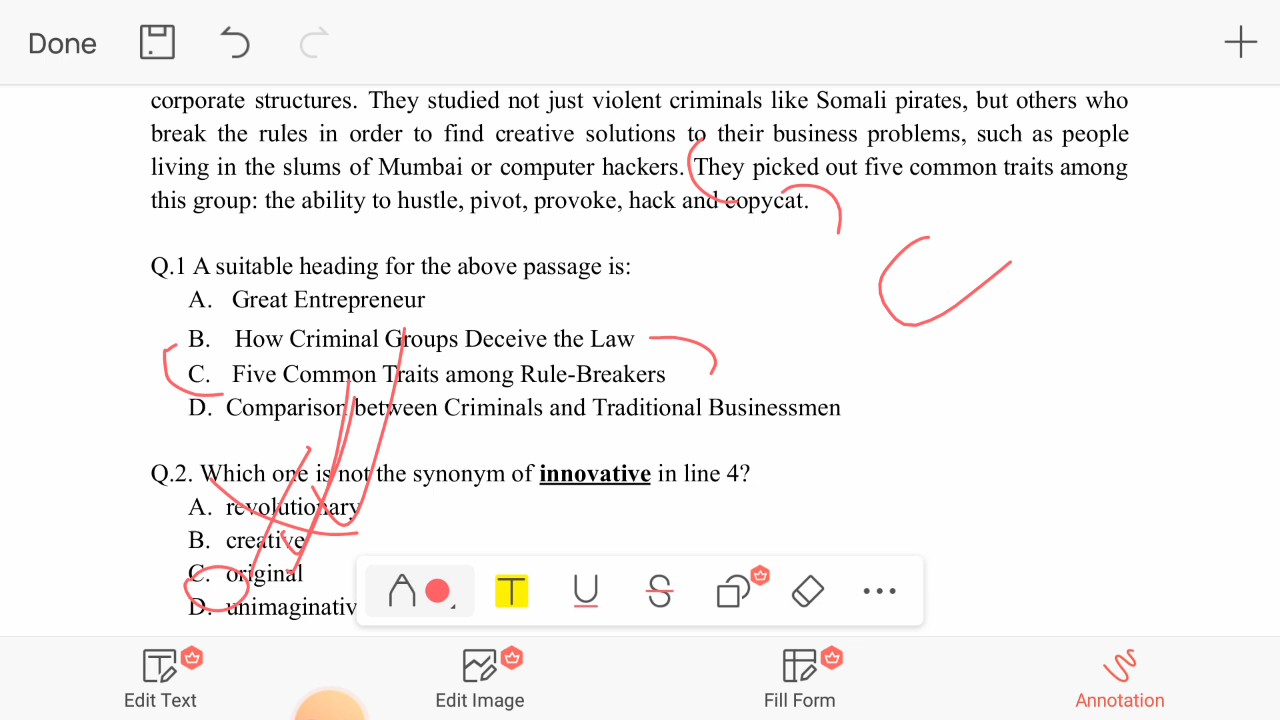 Done
corporate structures. They studied not just violent criminals like Somali pirates, but others who
break the rules in order to find creative solutions to their business problems, such as people
living in the slums of Mumbai or computer hackers. They picked out five common traits among
this group: the ability to hustle, pivot, provoke, hack and copycat.
Q.1 A suitable heading for the above passage is:
A. Great Entrepreneur
B. How Criminal Groups Deceive the Law
C. Five Common Traits among Rule-Breakers
D. Comparison between Criminals and Traditional Businessmen
Q.2. Which one is not the synonym of innovative in line 4?
A. revolutionary
B. creative
C. original
D. unimaginativ
Edit Text
Edit Image
Fill Form
Annotation